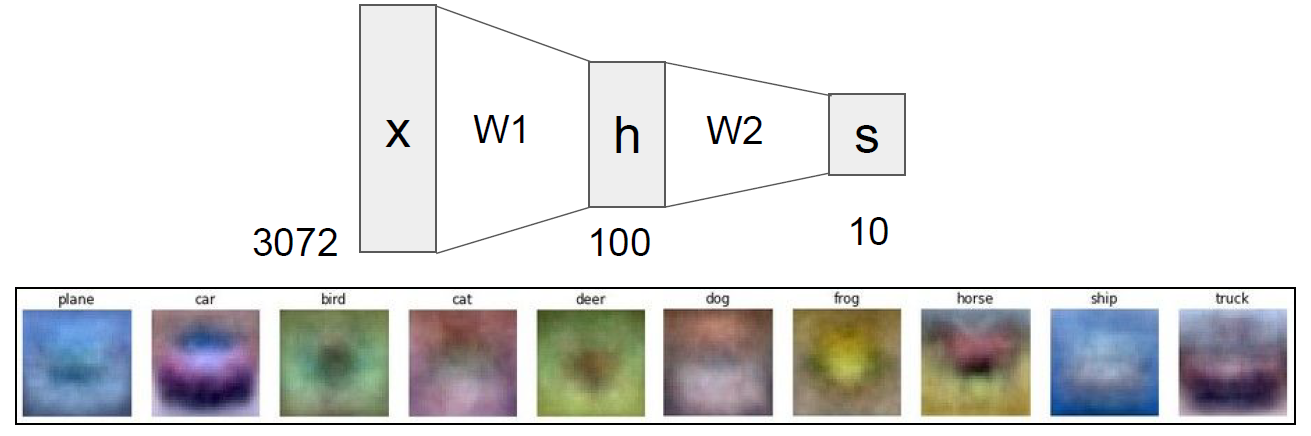 x W1 h W2 s
3072 100 10
plane car bird cat deer dog frog horse ship truck